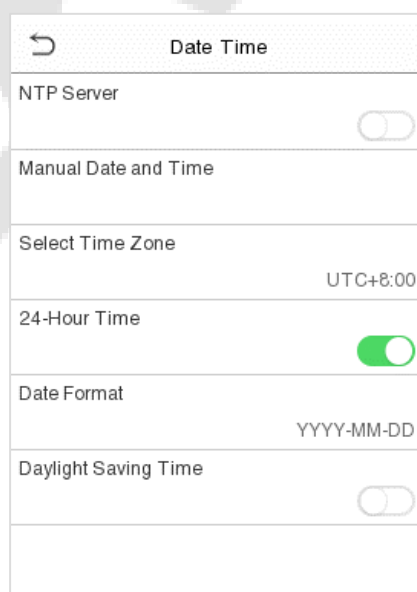 Date Time
NTP Server
Manual Date and Time
Select Time Zone
UTC+8:00
24-Hour Time
Date Format
YYYY-MM-DD
Daylight Saving Time